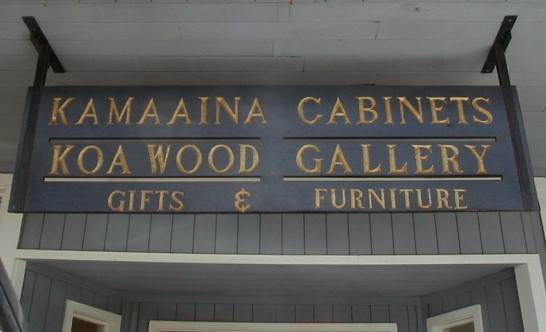 KAMAAINA CABINETS
KOA WOOD GALLERY
GIFTS & FURNITURE